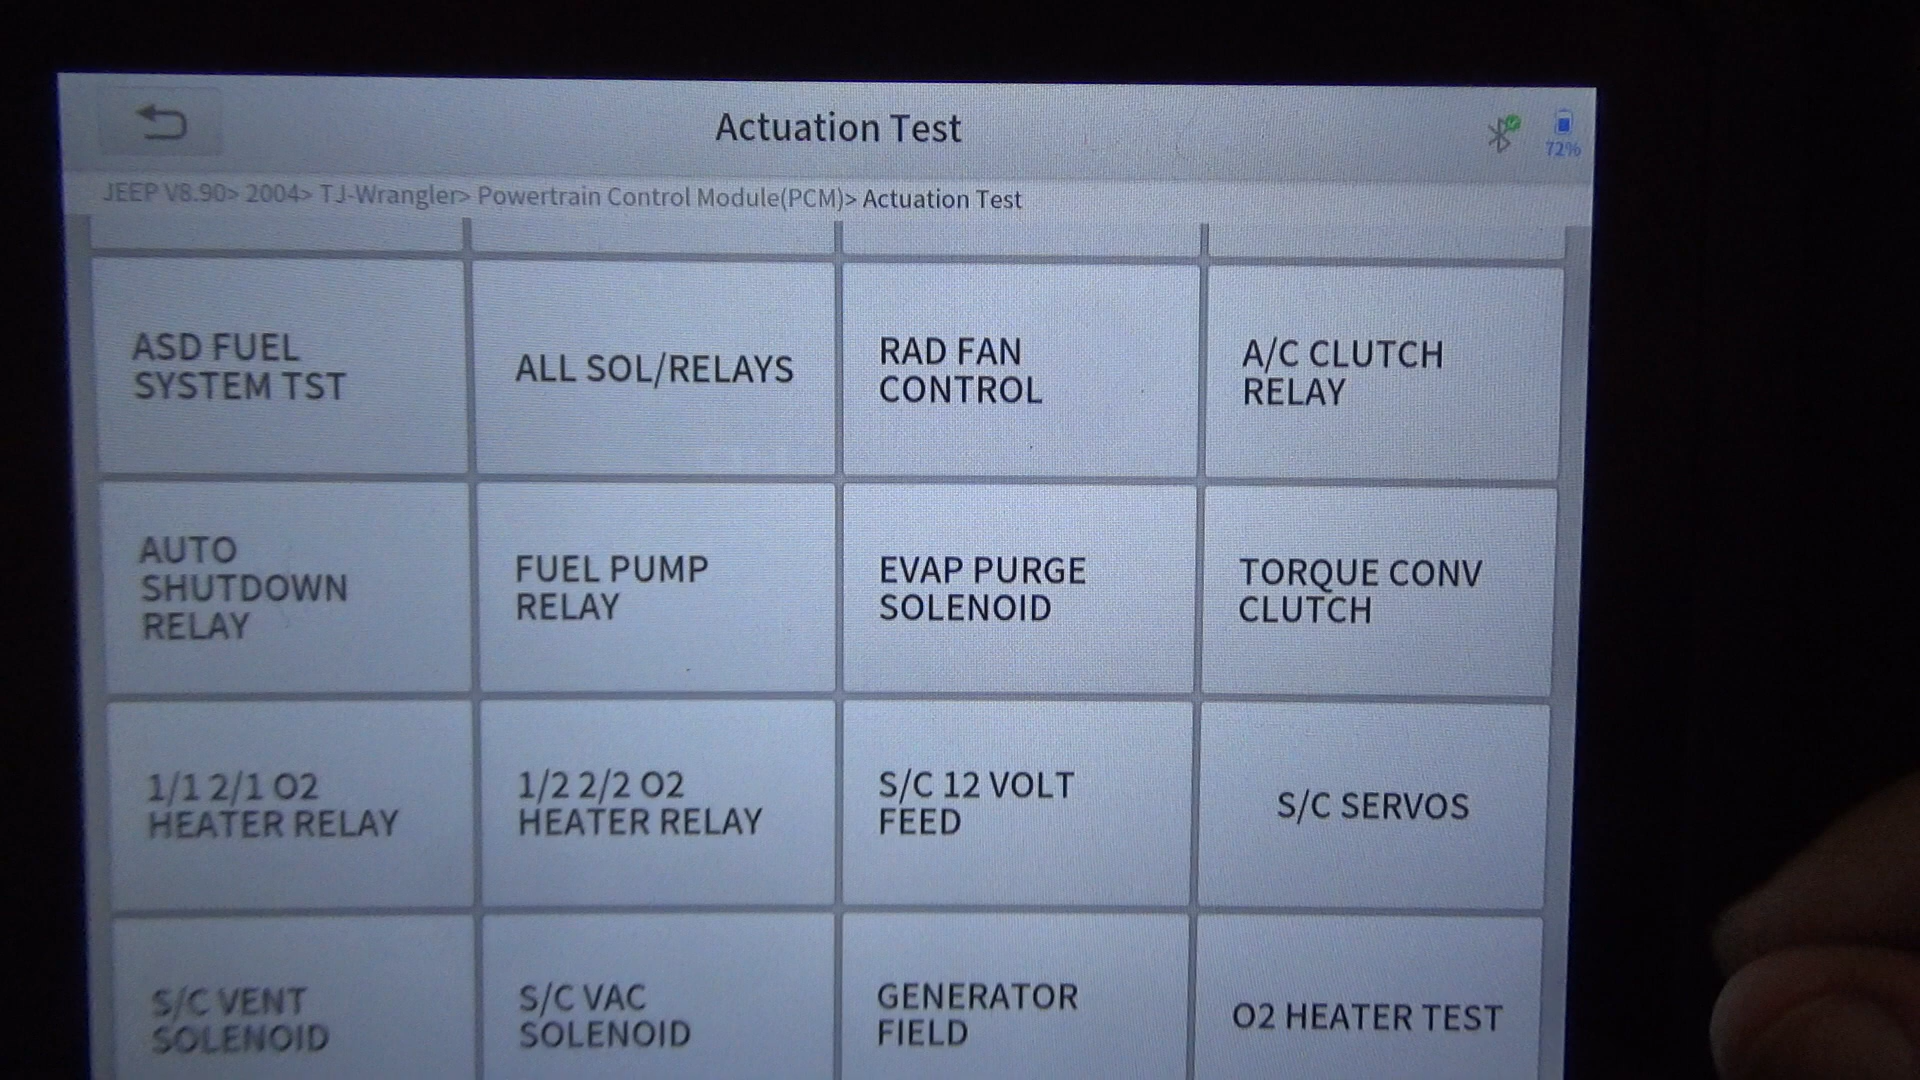 Actuation Test
72%
JEEP V8.90> 2004> TJ-Wrangler> Powertrain Control Module(PCM)> Actuation Test
ASD FUEL
SYSTEM TST
ALL SOL/RELAYS
RAD FAN
CONTROL
A/C CLUTCH
RELAY
AUTO
SHUTDOWN
RELAY
FUEL PUMP
RELAY
EVAP PURGE
SOLENOID
TORQUE CONV
CLUTCH
1/1 2/1 O2
HEATER RELAY
1/2 2/2 O2
HEATER RELAY
S/C 12 VOLT
FEED
S/C SERVOS
S/C VENT
SOLENOID
S/C VAC
SOLENOID
GENERATOR
FIELD
O2 HEATER TEST